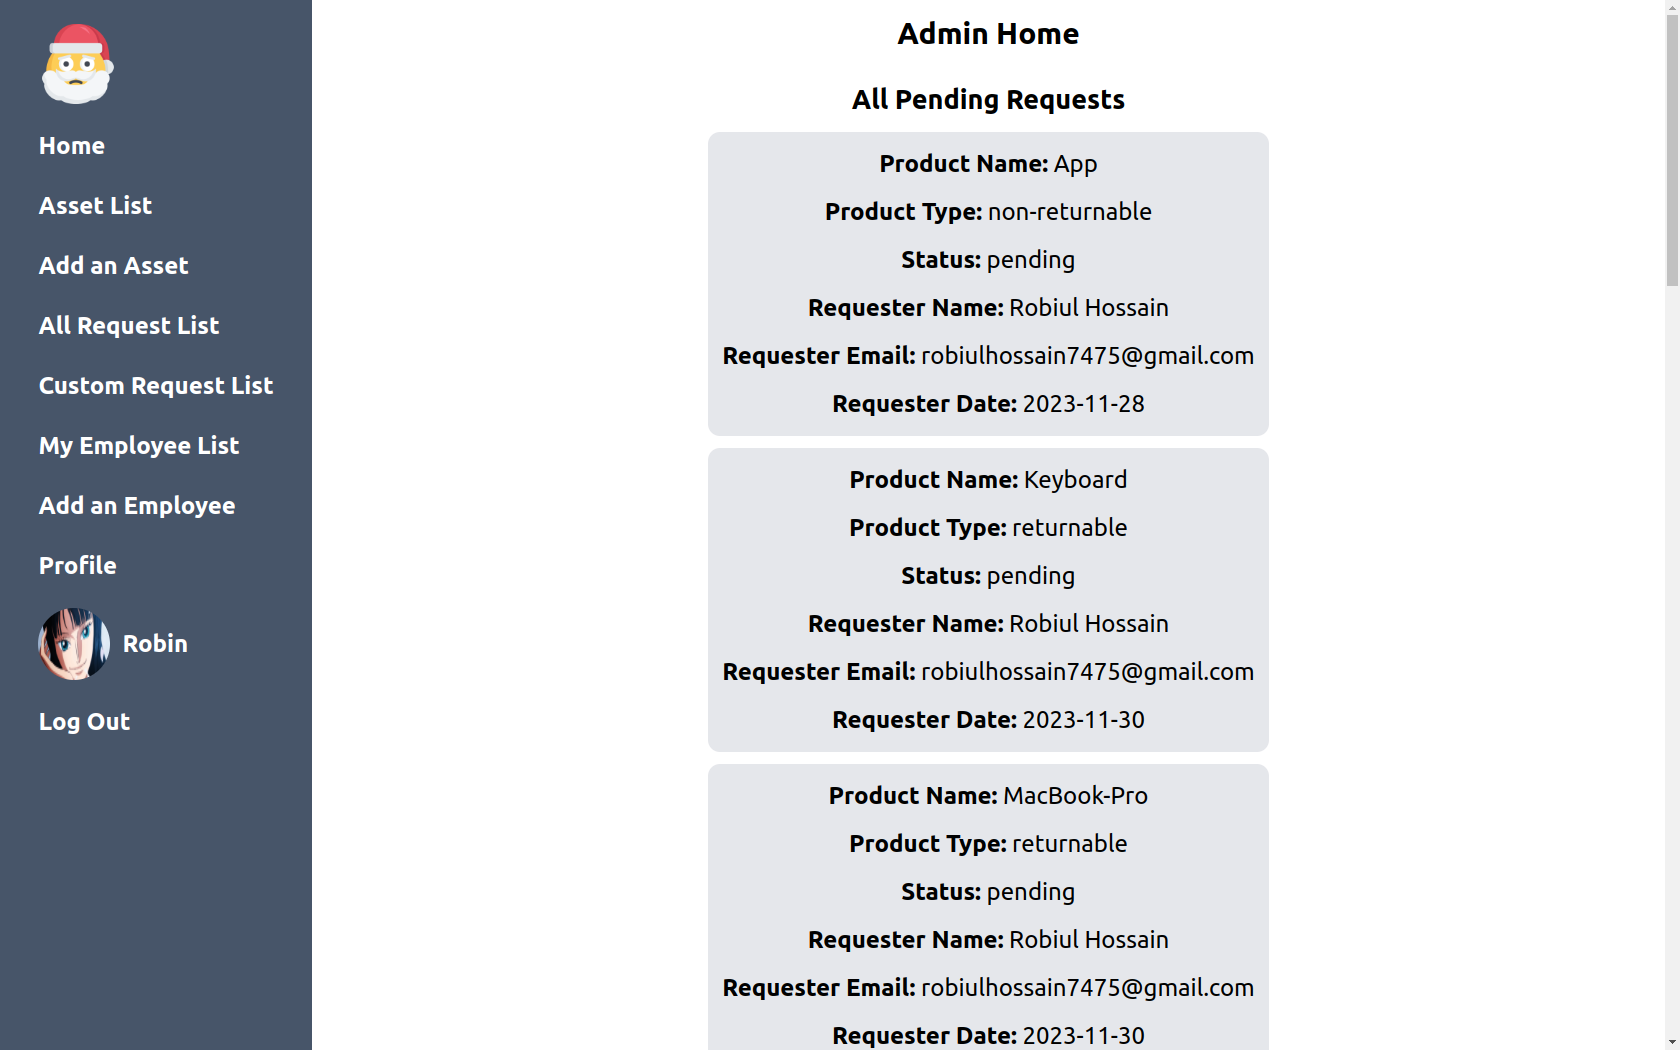 Home
Asset List
Add an Asset
All Request List
Custom Request List
My Employee List
Add an Employee
Profile
Robin
Log Out
Admin Home
All Pending Requests
Product Name: App
Product Type: non-returnable
Status: pending
Requester Name: Robiul Hossain
Requester Email: robiulhossain7475@gmail.com
Requester Date: 2023-11-28
Product Name: Keyboard
Product Type: returnable
Status: pending
Requester Name: Robiul Hossain
Requester Email: robiulhossain7475@gmail.com
Requester Date: 2023-11-30
Product Name: MacBook-Pro
Product Type: returnable
Status: pending
Requester Name: Robiul Hossain
Requester Email: robiulhossain7475@gmail.com
Requester Date: 2023-11-30